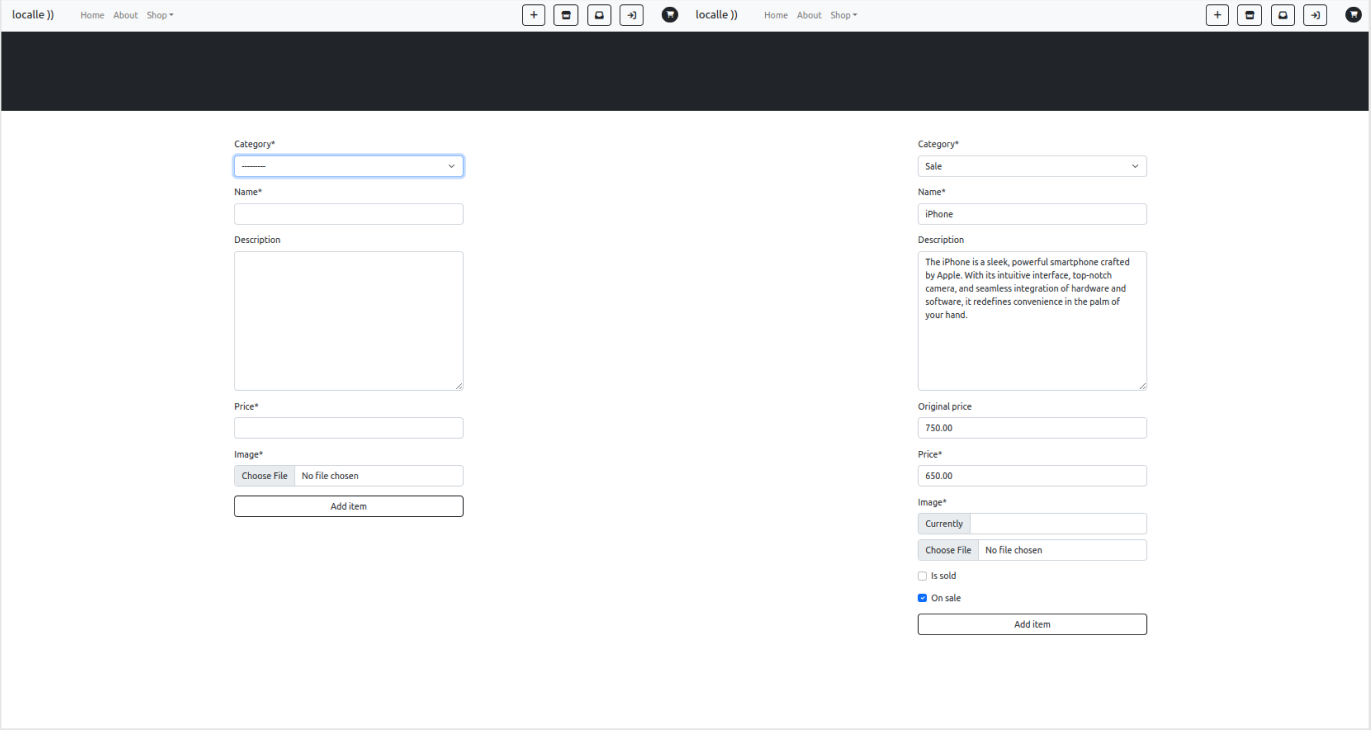 locale ))
Home About Shop
locale ))
Home About Shop
Category*
---------
Name*
Description
Price*
Image*
Choose File No file chosen
Add item
Category*
Sale
Name*
iPhone
Description
The iPhone is a sleek, powerful smartphone crafted
by Apple. With its intuitive interface, top-notch
camera, and seamless integration of hardware and
software, it redefines convenience in the palm of
your hand.
Original price
750.00
Price*
650.00
Image*
Currently
Choose File No file chosen
Is sold
On sale
Add item